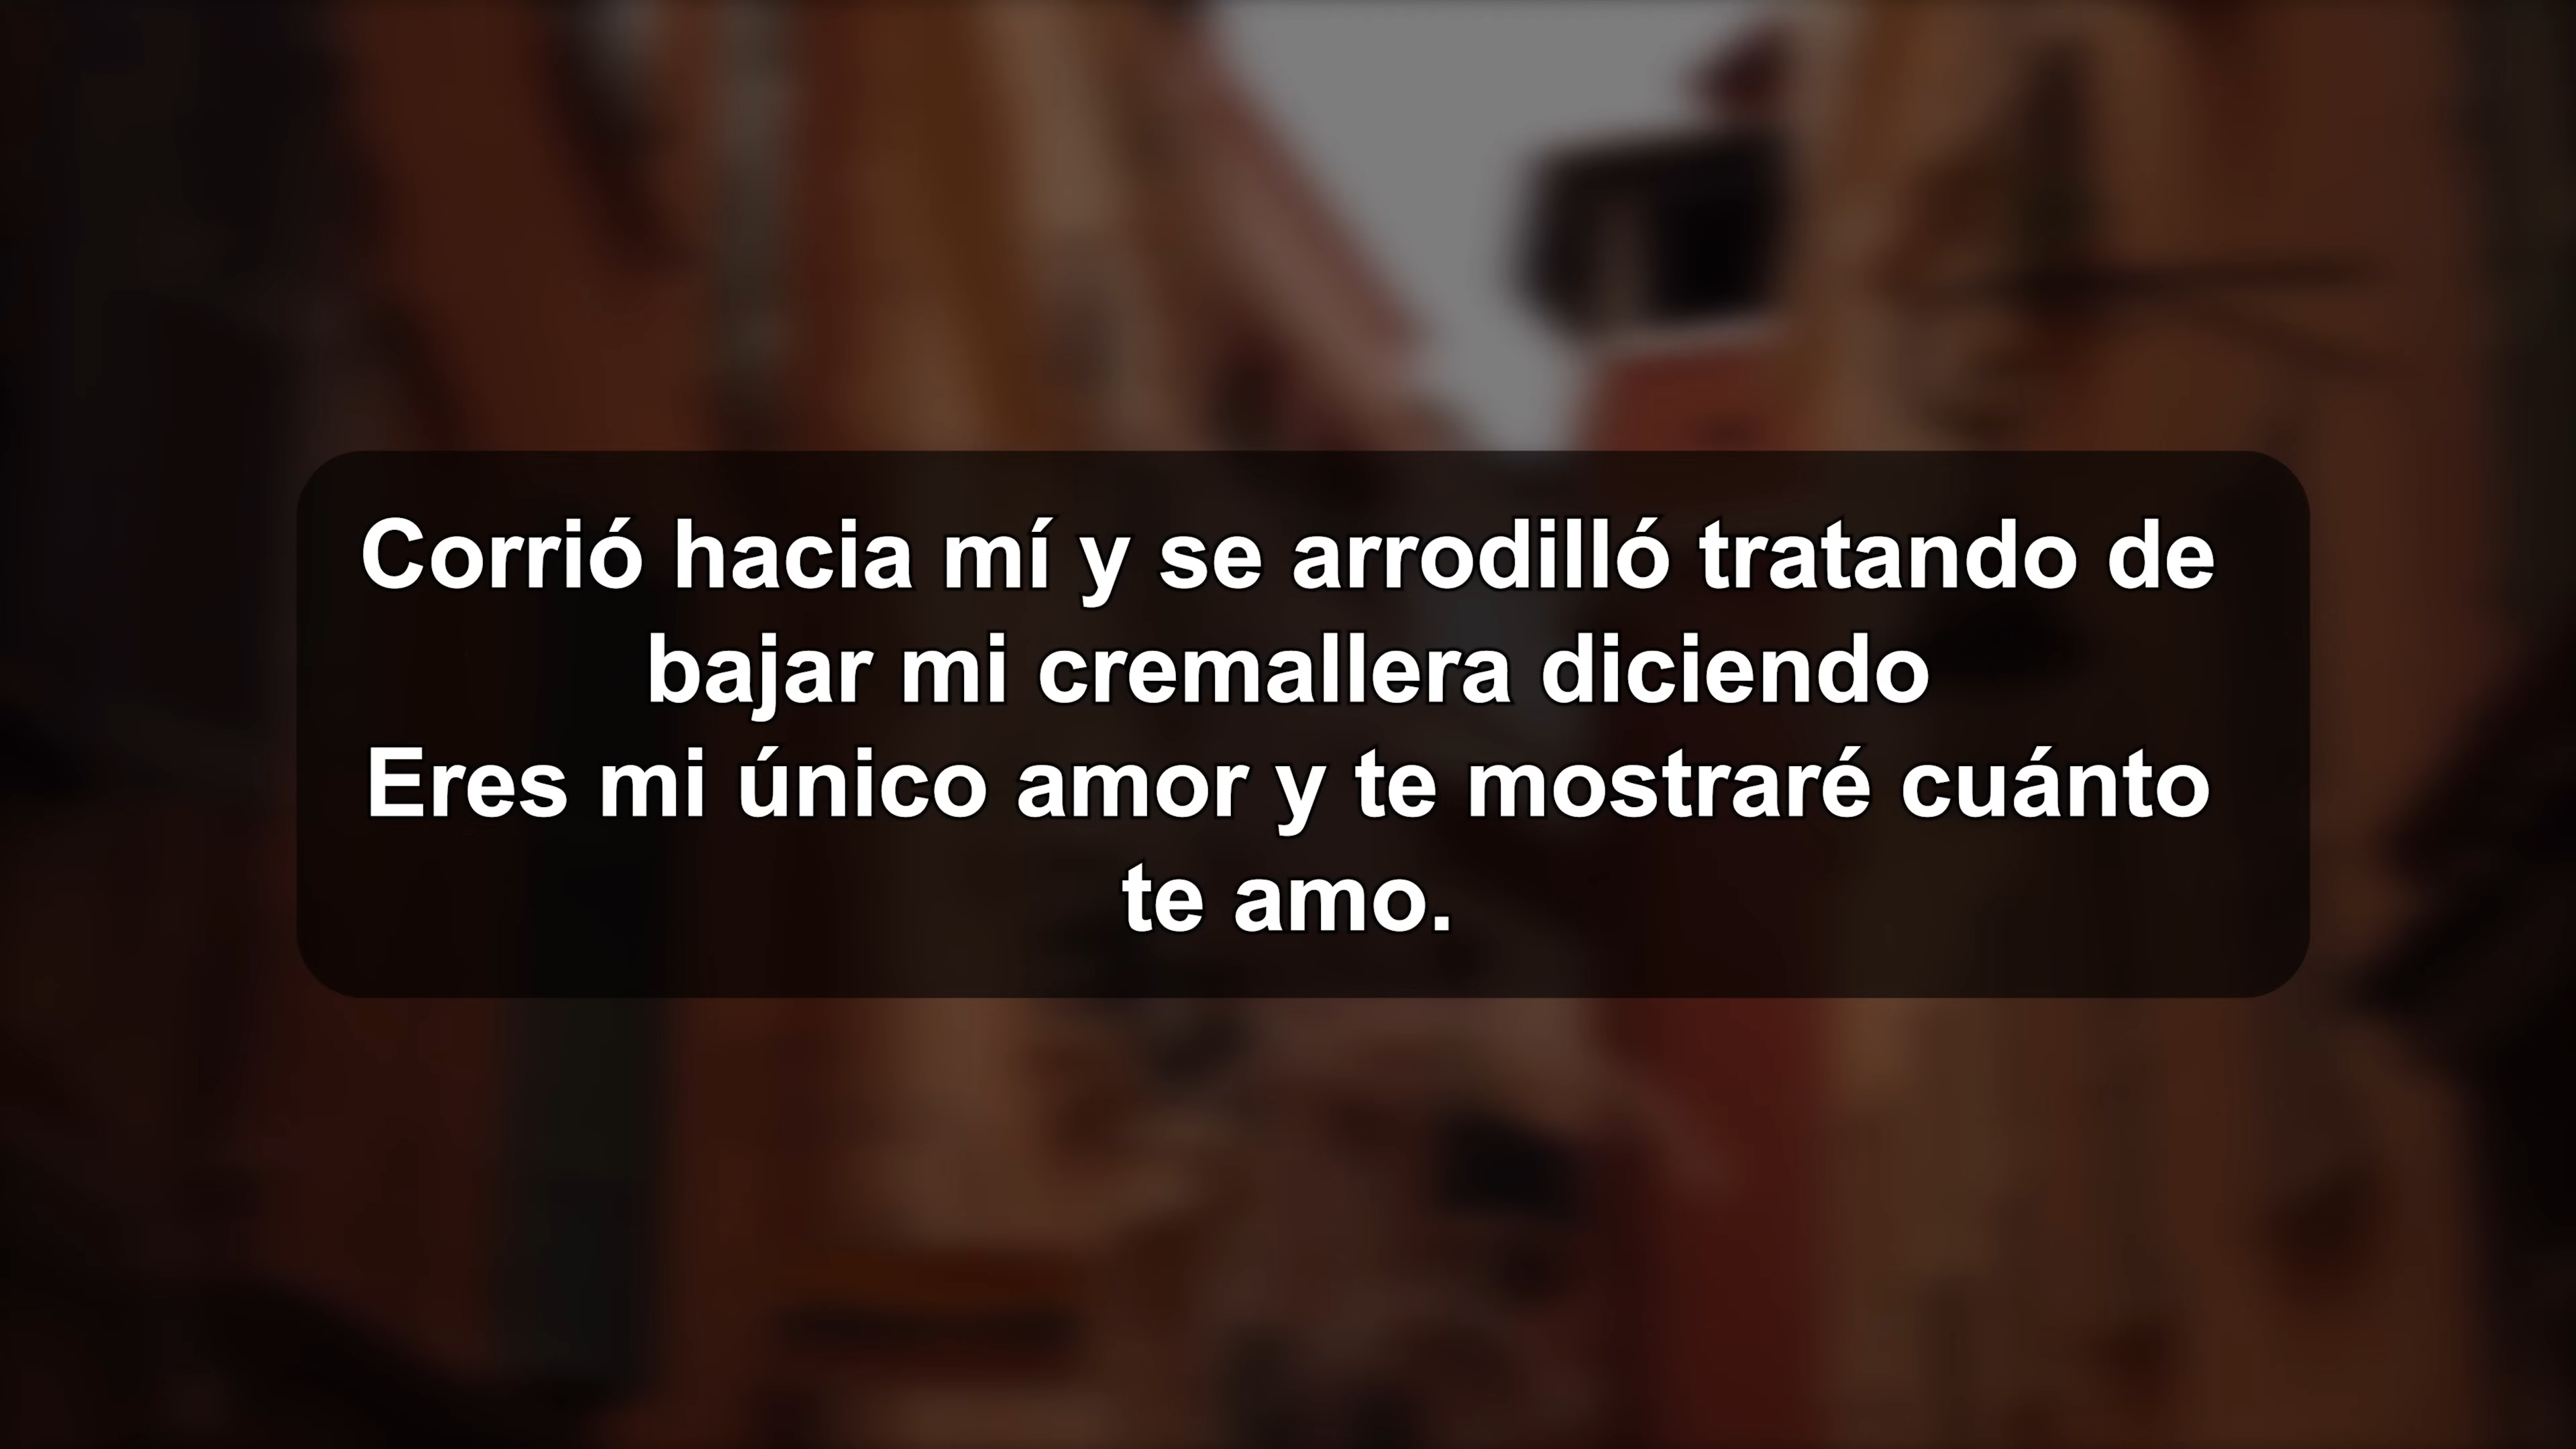 Corrió hacia mí y se arrodilló tratando de
bajar mi cremallera diciendo
Eres mi único amor y te mostraré cuánto
te amo.